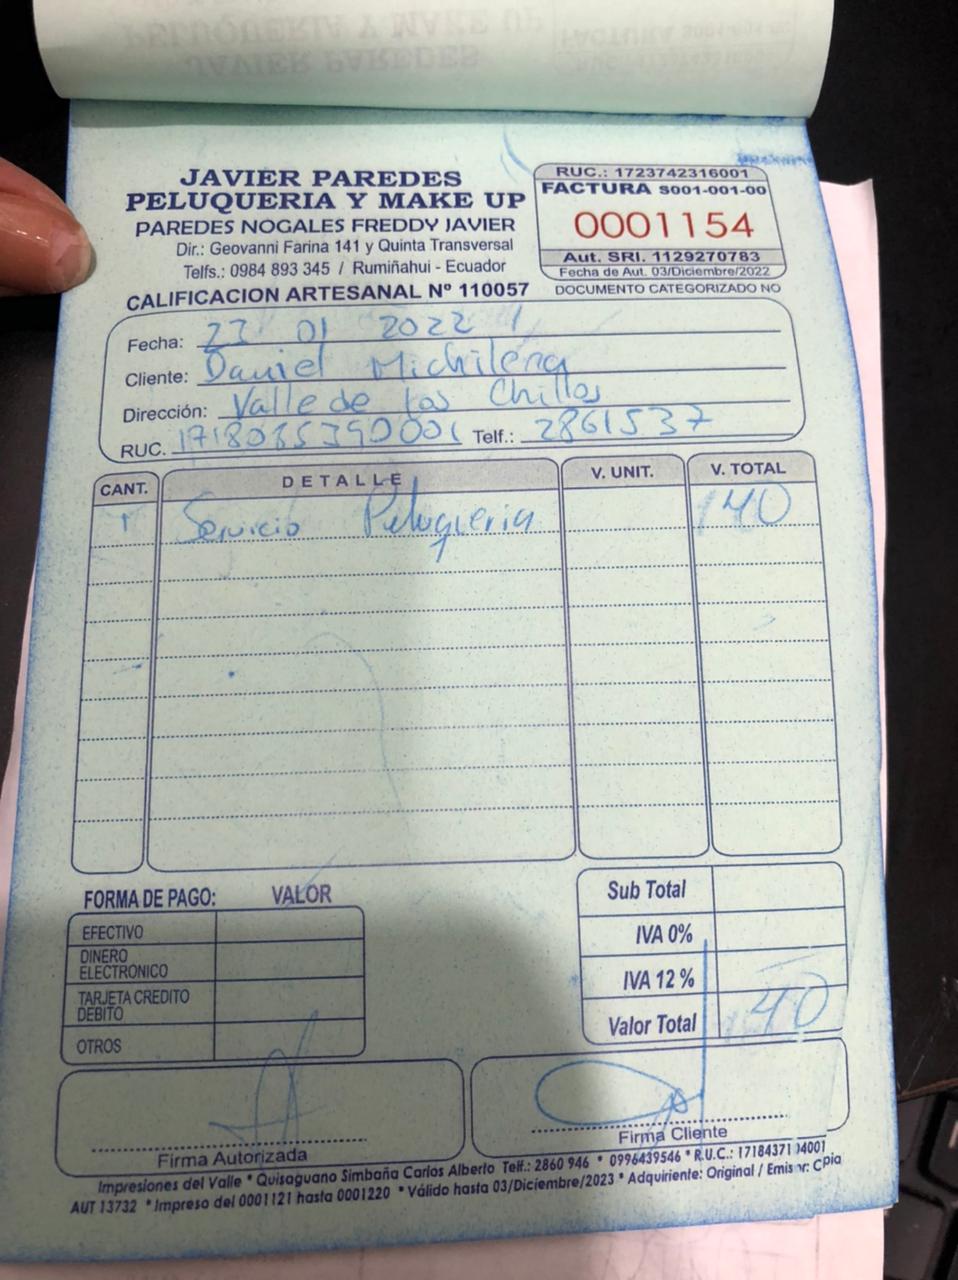 JAVIER PAREDES
PELUQUERIA Y MAKE UP
PAREDES NOGALES FREDDY JAVIER
Dir.: Geovanni Farina 141 y Quinta Transversal
Telfs.: 0984 893 345 / Rumiñahui - Ecuador
CALIFICACION ARTESANAL Nº 110057
RUC.: 1723742316001
FACTURA S001-001-00
0001154
Aut. SRI. 1129270783
Fecha de Aut. 03/Diciembre/2022
DOCUMENTO CATEGORIZADO NO
Fecha: 23 01 2022
Cliente: Daniel Michilena
Dirección: Valle de los Chillos
RUC. 1718035390001 Telf.: 2861537
CANT. DETALLE V. UNIT. V. TOTAL
1 Servicio Peluqueria 140
FORMA DE PAGO: VALOR
EFECTIVO
DINERO
ELECTRONICO
TARJETA CREDITO
DEBITO
OTROS
Sub Total
IVA 0%
IVA 12 %
Valor Total 140
Firma Autorizada
Firma Cliente
Impresiones del Valle * Quisaguano Simbaña Carlos Alberto Telf.: 2860 946 * 0996439546 * R.U.C.:
AUT 13732 * Impreso del 0001121 hasta 0001220 * Válido hasta 03/Diciembre/2023 * Adquiriente: Original / Emisor: Copia